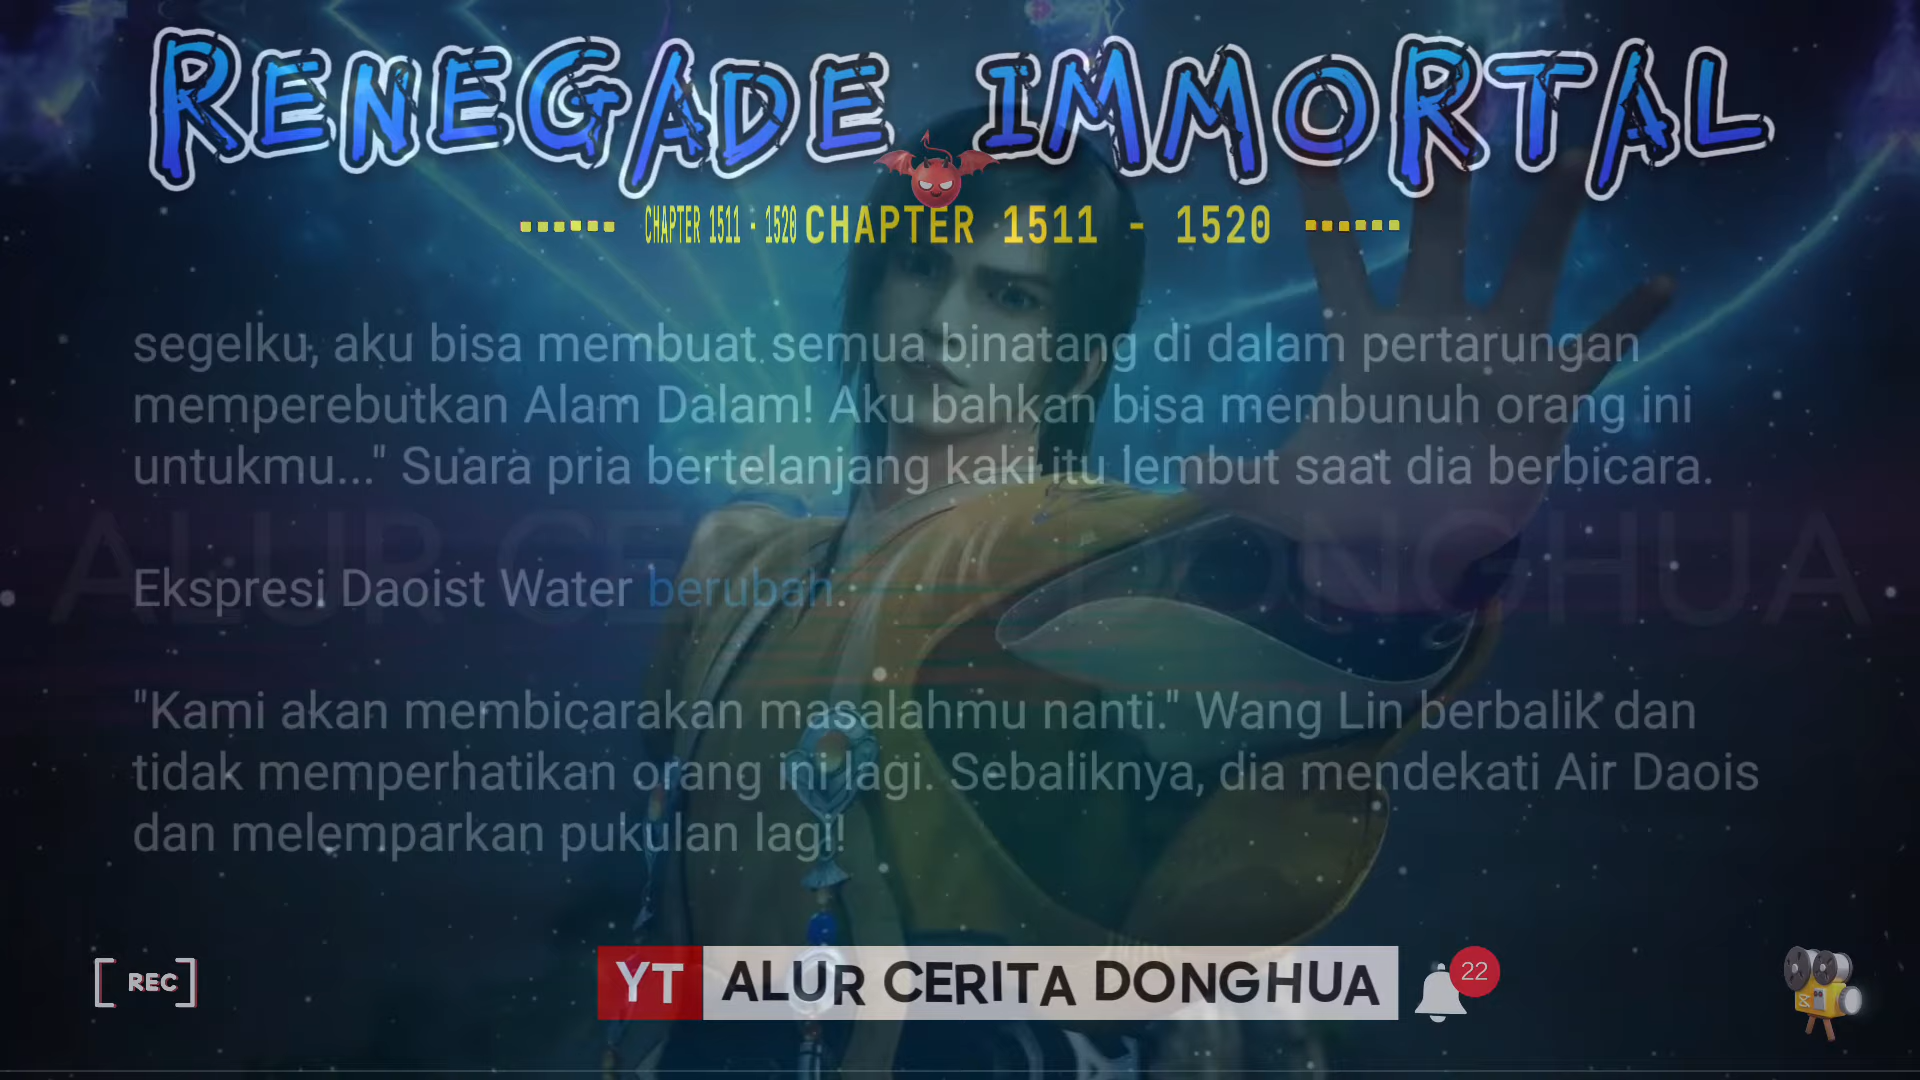 RENEGADE IMMORTAL
CHAPTER 1511 - 1520 CHAPTER 1511 - 1520
segelku, aku bisa membuat semua binatang di dalam pertarungan
memperebutkan Alam Dalam! Aku bahkan bisa membunuh orang ini
untukmu..." Suara pria bertelanjang kaki itu lembut saat dia berbicara.
ALUR CERITA DONGHUA
Ekspresi Daoist Water berubah.
"Kami akan membicarakan masalahmu nanti." Wang Lin berbalik dan
tidak memperhatikan orang ini lagi. Sebaliknya, dia mendekati Air Daois
dan melemparkan pukulan lagi!
[ REC ]
YT ALUR CERITA DONGHUA
22